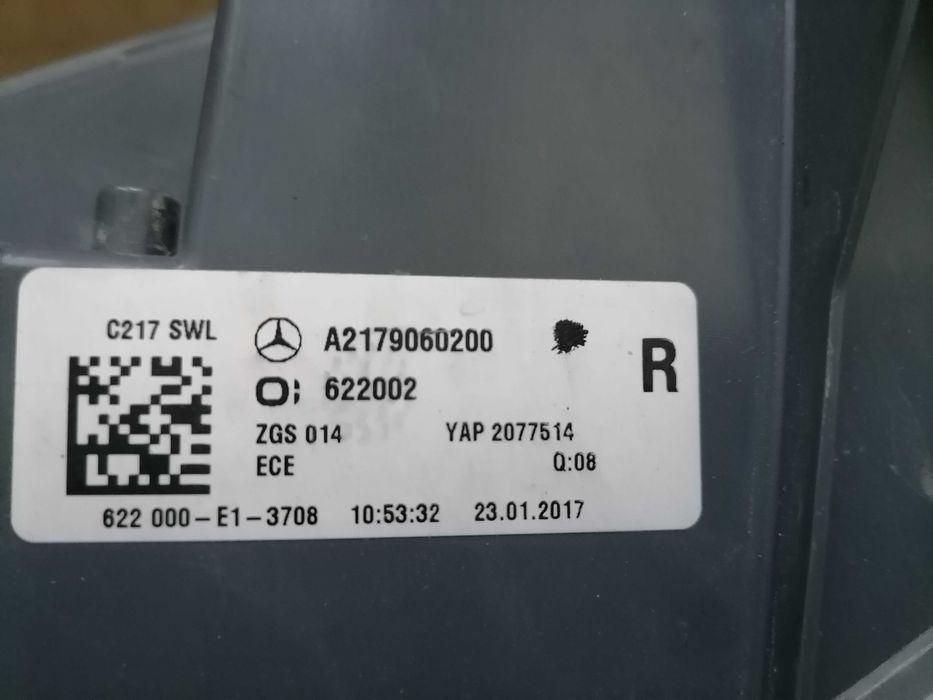 C217 SWL
A2179060200
R
622002
ZGS 014 YAP 2077514
ECE Q:08
622 000-E1-3708 10:53:32 23.01.2017